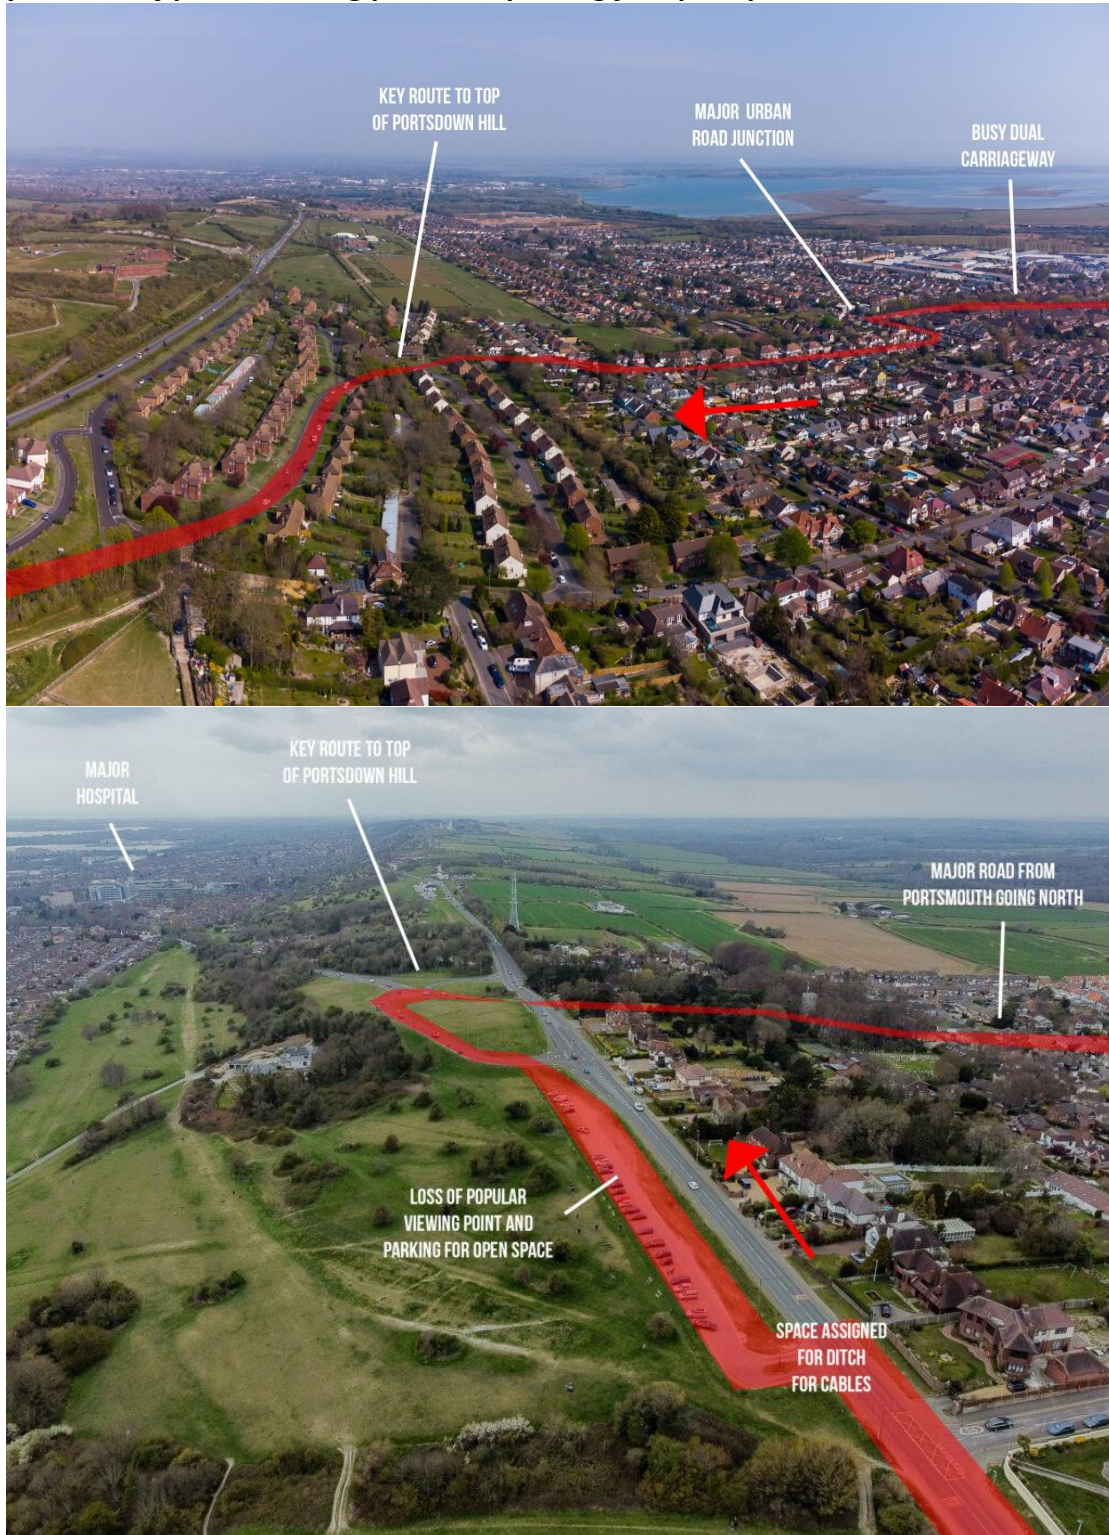 KEY ROUTE TO TOP
OF PORTSDOWN HILL
MAJOR URBAN
ROAD JUNCTION
BUSY DUAL
CARRIAGEWAY
KEY ROUTE TO TOP
OF PORTSDOWN HILL
MAJOR
HOSPITAL
MAJOR ROAD FROM
PORTSMOUTH GOING NORTH
LOSS OF POPULAR
VIEWING POINT AND
PARKING FOR OPEN SPACE
SPACE ASSIGNED
FOR DITCH
FOR CABLES